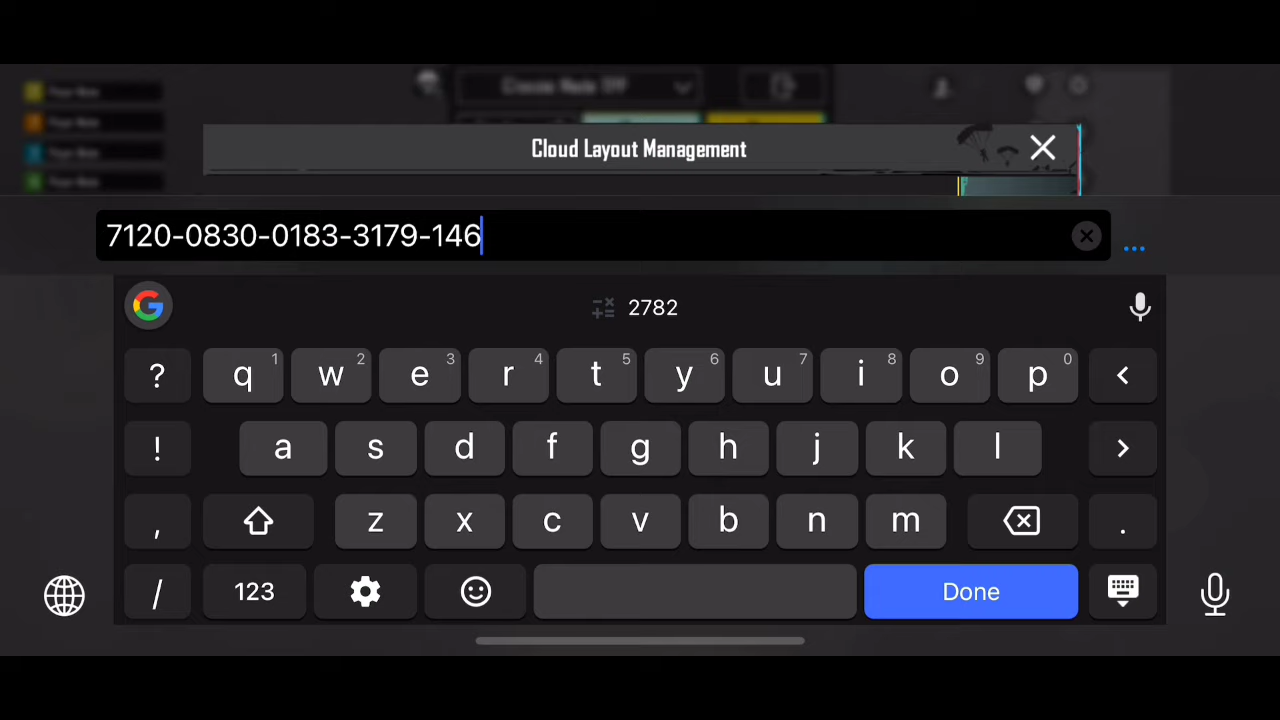 Cloud Layout Management
7120-0830-0183-3179-146
...
2782
? q 1 w 2 e 3 r 4 t 5 y 6 u 7 i 8 o 9 p 0 <
! a s d f g h j k l >
, z x c v b n m .
/ 123 Done